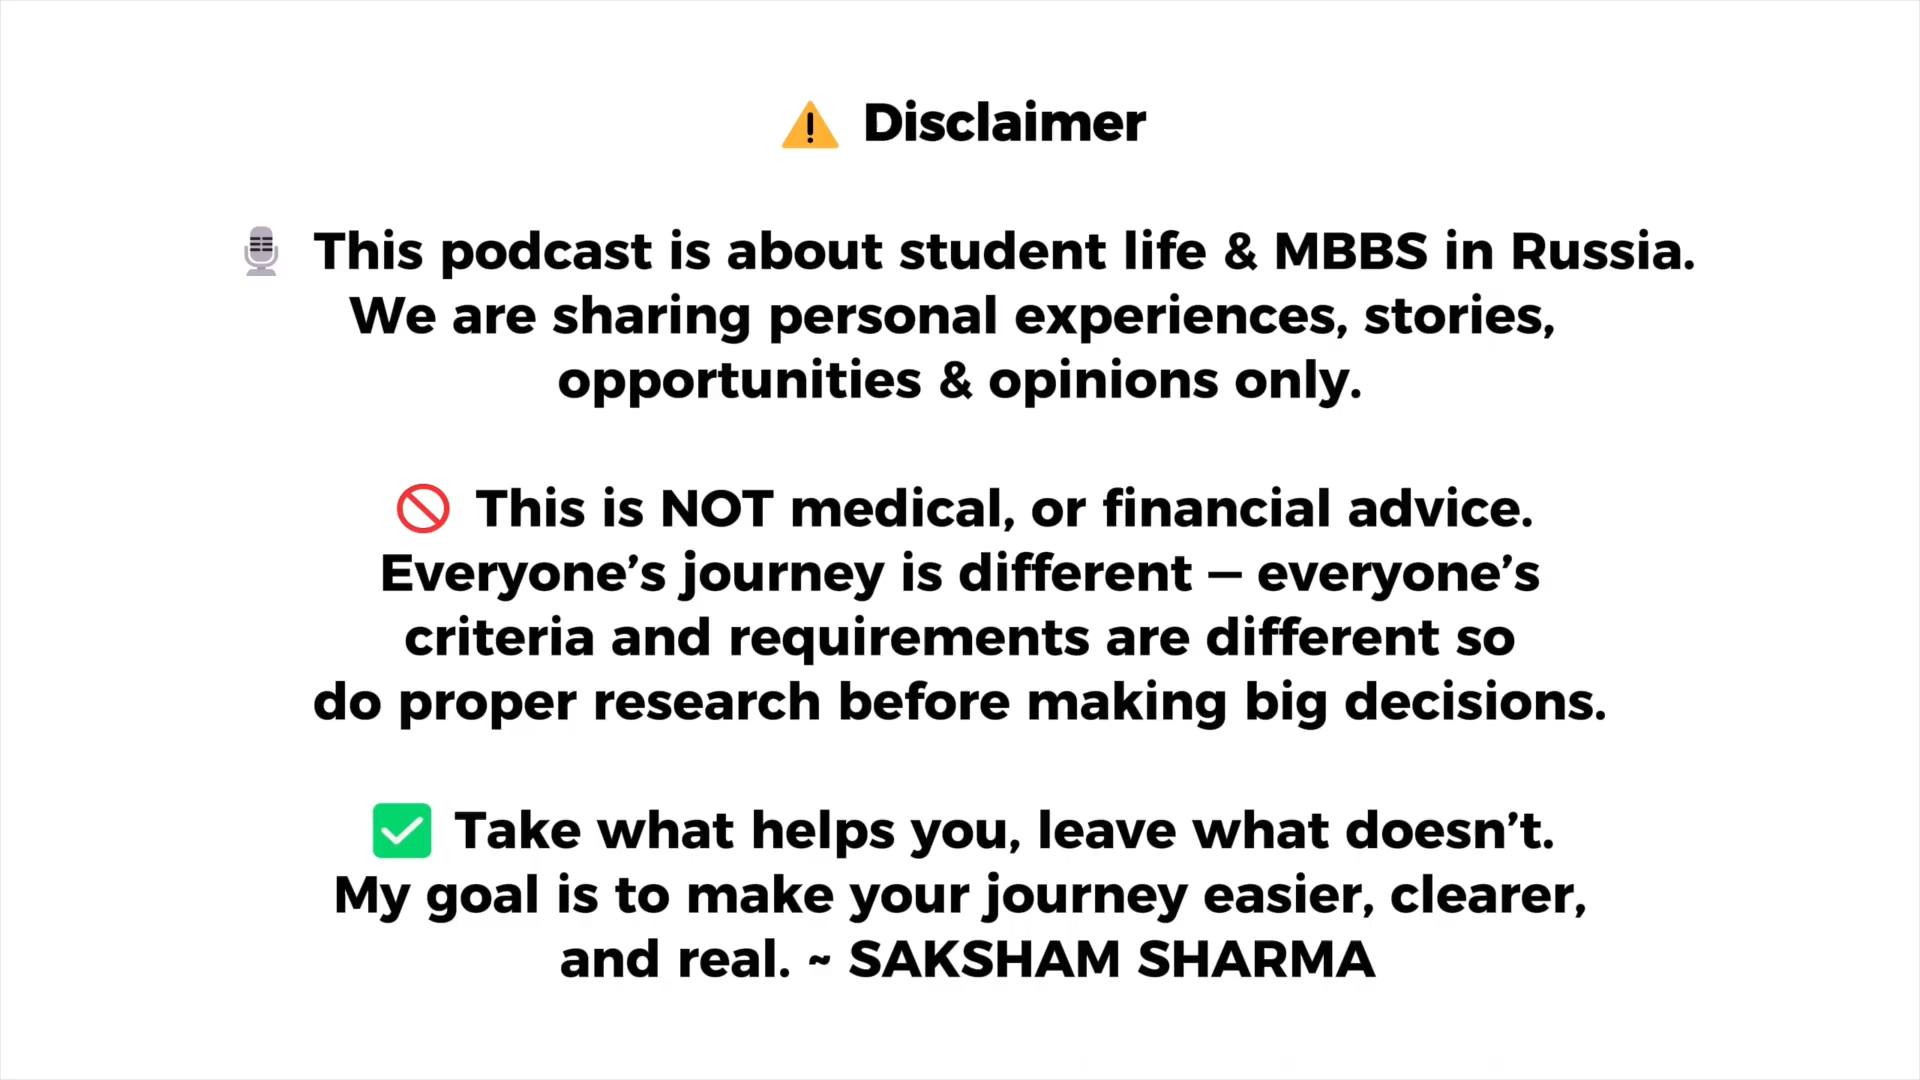 ⚠️ Disclaimer
🎙️ This podcast is about student life & MBBS in Russia.
We are sharing personal experiences, stories,
opportunities & opinions only.
🚫 This is NOT medical, or financial advice.
Everyone’s journey is different — everyone’s
criteria and requirements are different so
do proper research before making big decisions.
✅ Take what helps you, leave what doesn’t.
My goal is to make your journey easier, clearer,
and real. ~ SAKSHAM SHARMA